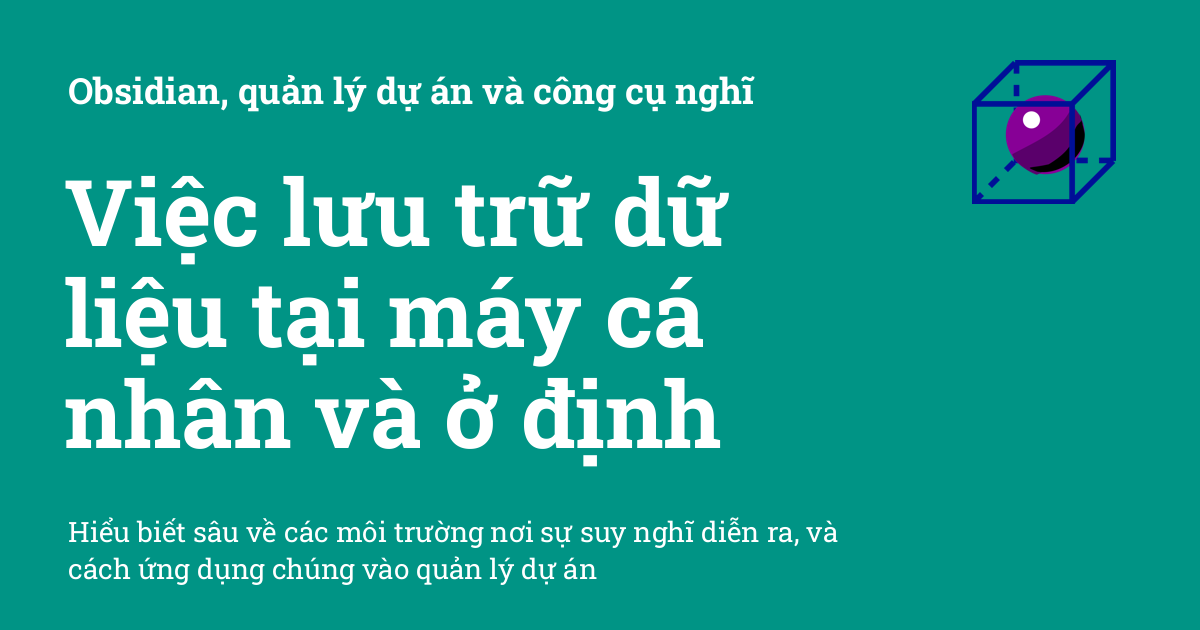 Obsidian, quản lý dự án và công cụ nghĩ
Việc lưu trữ dữ
liệu tại máy cá
nhân và ở định
Hiểu biết sâu về các môi trường nơi sự suy nghĩ diễn ra, và
cách ứng dụng chúng vào quản lý dự án